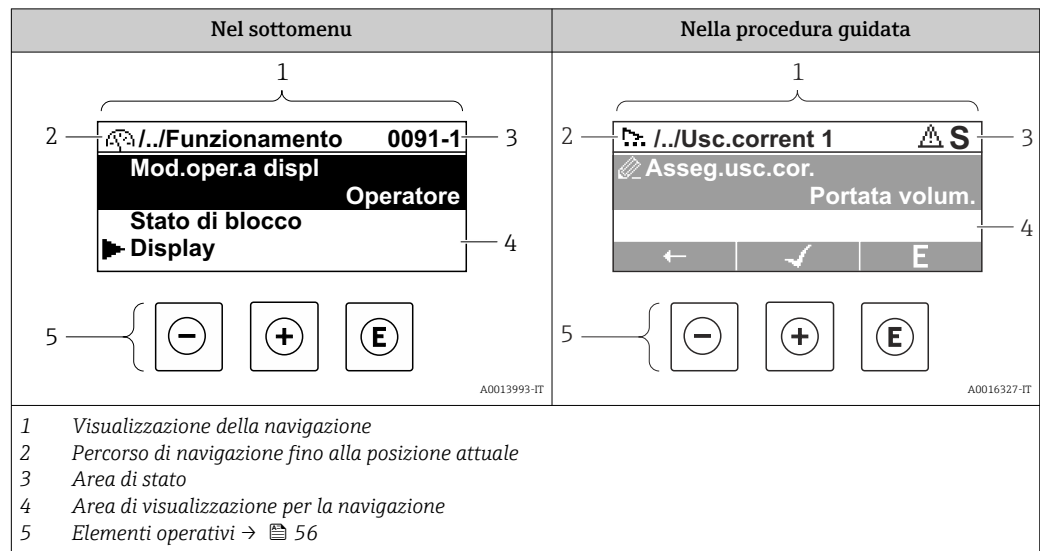 Nel sottomenu
Nella procedura guidata
1
2
/../Funzionamento 0091-1
3
Mod.oper.a displ
Operatore
Stato di blocco
Display
4
5
- + E
A0013993-IT
1
2
/../Usc.corrent 1 S
3
Asseg.usc.cor.
Portata volum.
4
← ✓ E
5
- + E
A0016327-IT
1 Visualizzazione della navigazione
2 Percorso di navigazione fino alla posizione attuale
3 Area di stato
4 Area di visualizzazione per la navigazione
5 Elementi operativi → 56